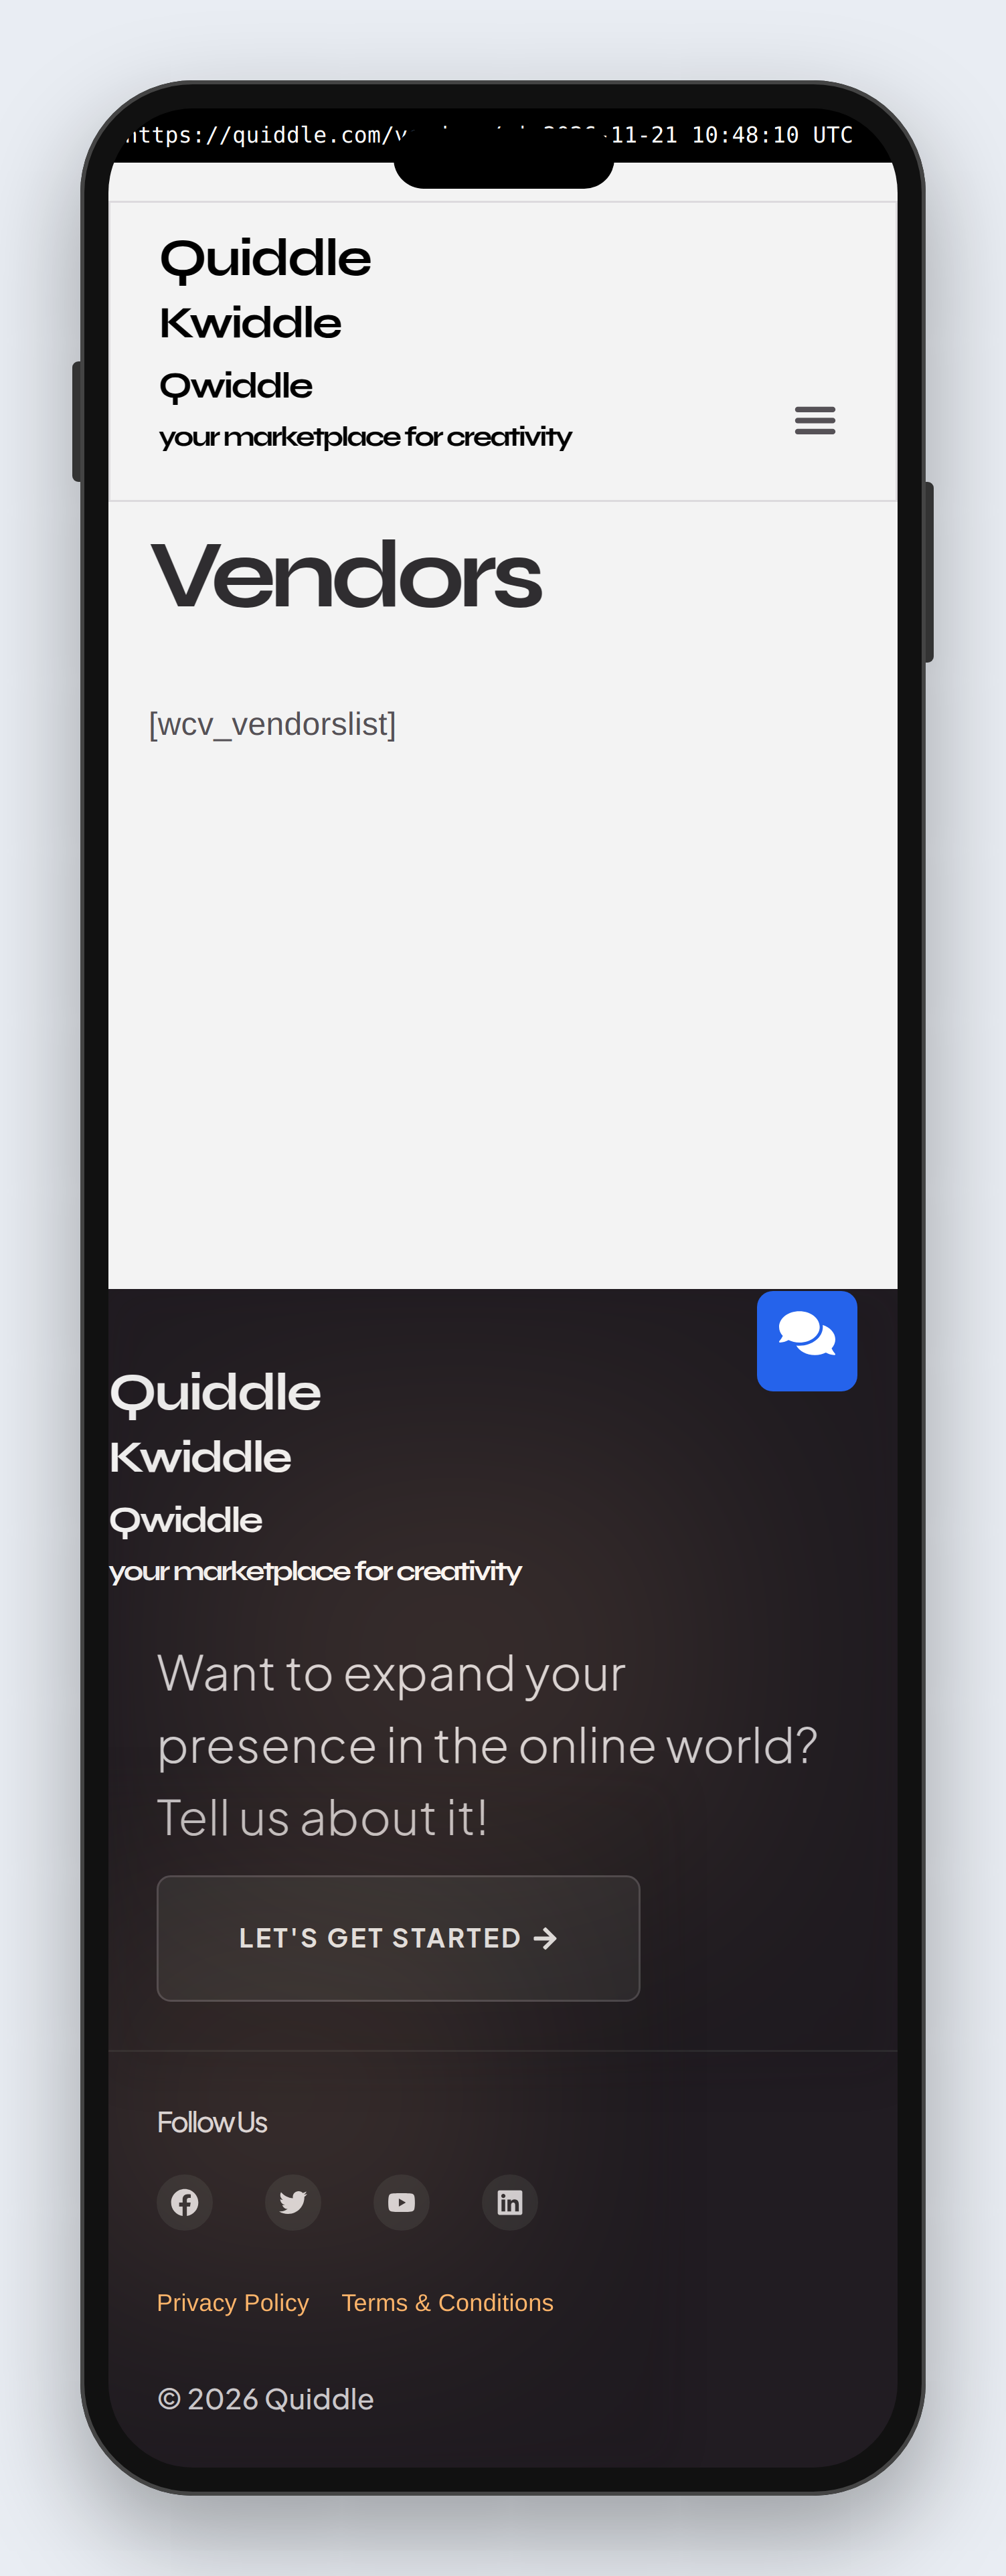 https://quiddle.com/ 11-21 10:48:10 UTC
Quiddle
Kwiddle
Qwiddle
your marketplace for creativity
Vendors
[wcv_vendorslist]
Quiddle
Kwiddle
Qwiddle
your marketplace for creativity
Want to expand your
presence in the online world?
Tell us about it!
LET'S GET STARTED →
Follow Us
Privacy Policy Terms & Conditions
© 2026 Quiddle